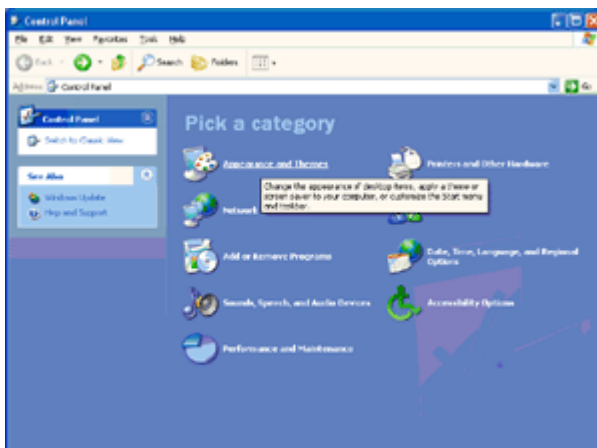 Control Panel
File Edit View Favorites Tools Help
Back Search Folders
Address Control Panel Go
Control Panel
Switch to Classic View
See Also
Windows Update
Help and Support
Pick a category
Appearance and Themes
Printers and Other Hardware
Change the appearance of desktop items, apply a theme or
screen saver to your computer, or customize the Start menu
and taskbar.
Network
Add or Remove Programs
Date, Time, Language, and Regional
Options
Sounds, Speech, and Audio Devices
Accessibility Options
Performance and Maintenance